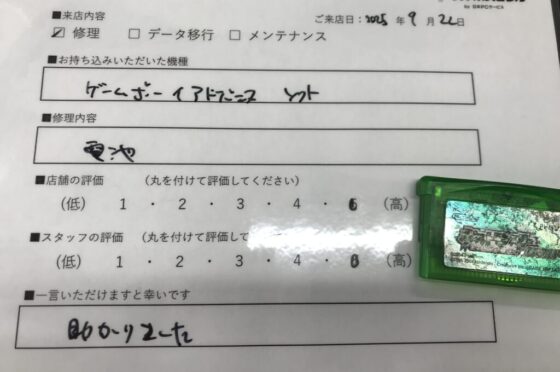 ■来店内容
ご来店日：2025 年 9 月 22日
☑ 修理 □ データ移行 □ メンテナンス
■お持ち込みいただいた機種
ゲームボーイアドバンス ソフト
■修理内容
電池
■店舗の評価 （丸を付けて評価してください）
（低） 1 ・ 2 ・ 3 ・ 4 ・ （高）
■スタッフの評価 （丸を付けて評価して
（低） 1 ・ 2 ・ 3 ・ 4 ・ （高）
■一言いただけますと幸いです
助かりました